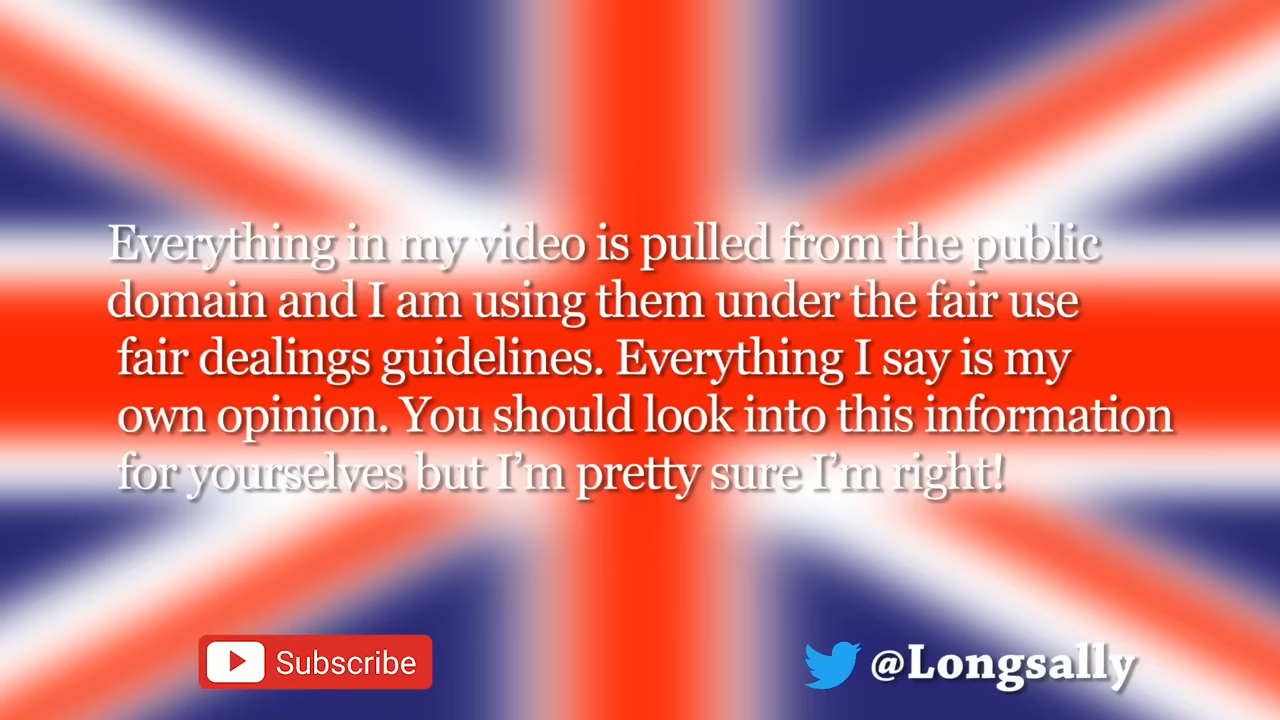 Everything in my video is pulled from the public
domain and I am using them under the fair use
fair dealings guidelines. Everything I say is my
own opinion. You should look into this information
for yourselves but I'm pretty sure I'm right!
Subscribe
@Longsally